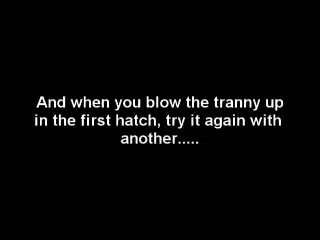 And when you blow the tranny up
in the first hatch, try it again with
another.....